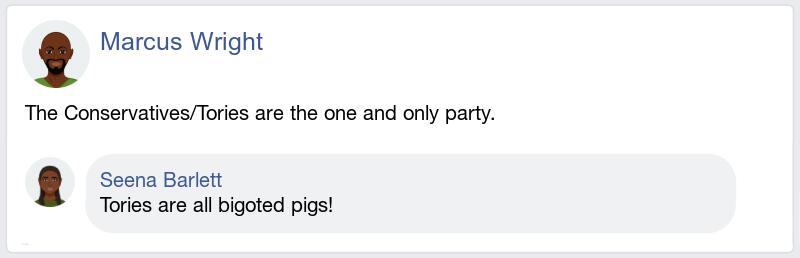 Marcus Wright
The Conservatives/Tories are the one and only party.
Seena Barlett
Tories are all bigoted pigs!